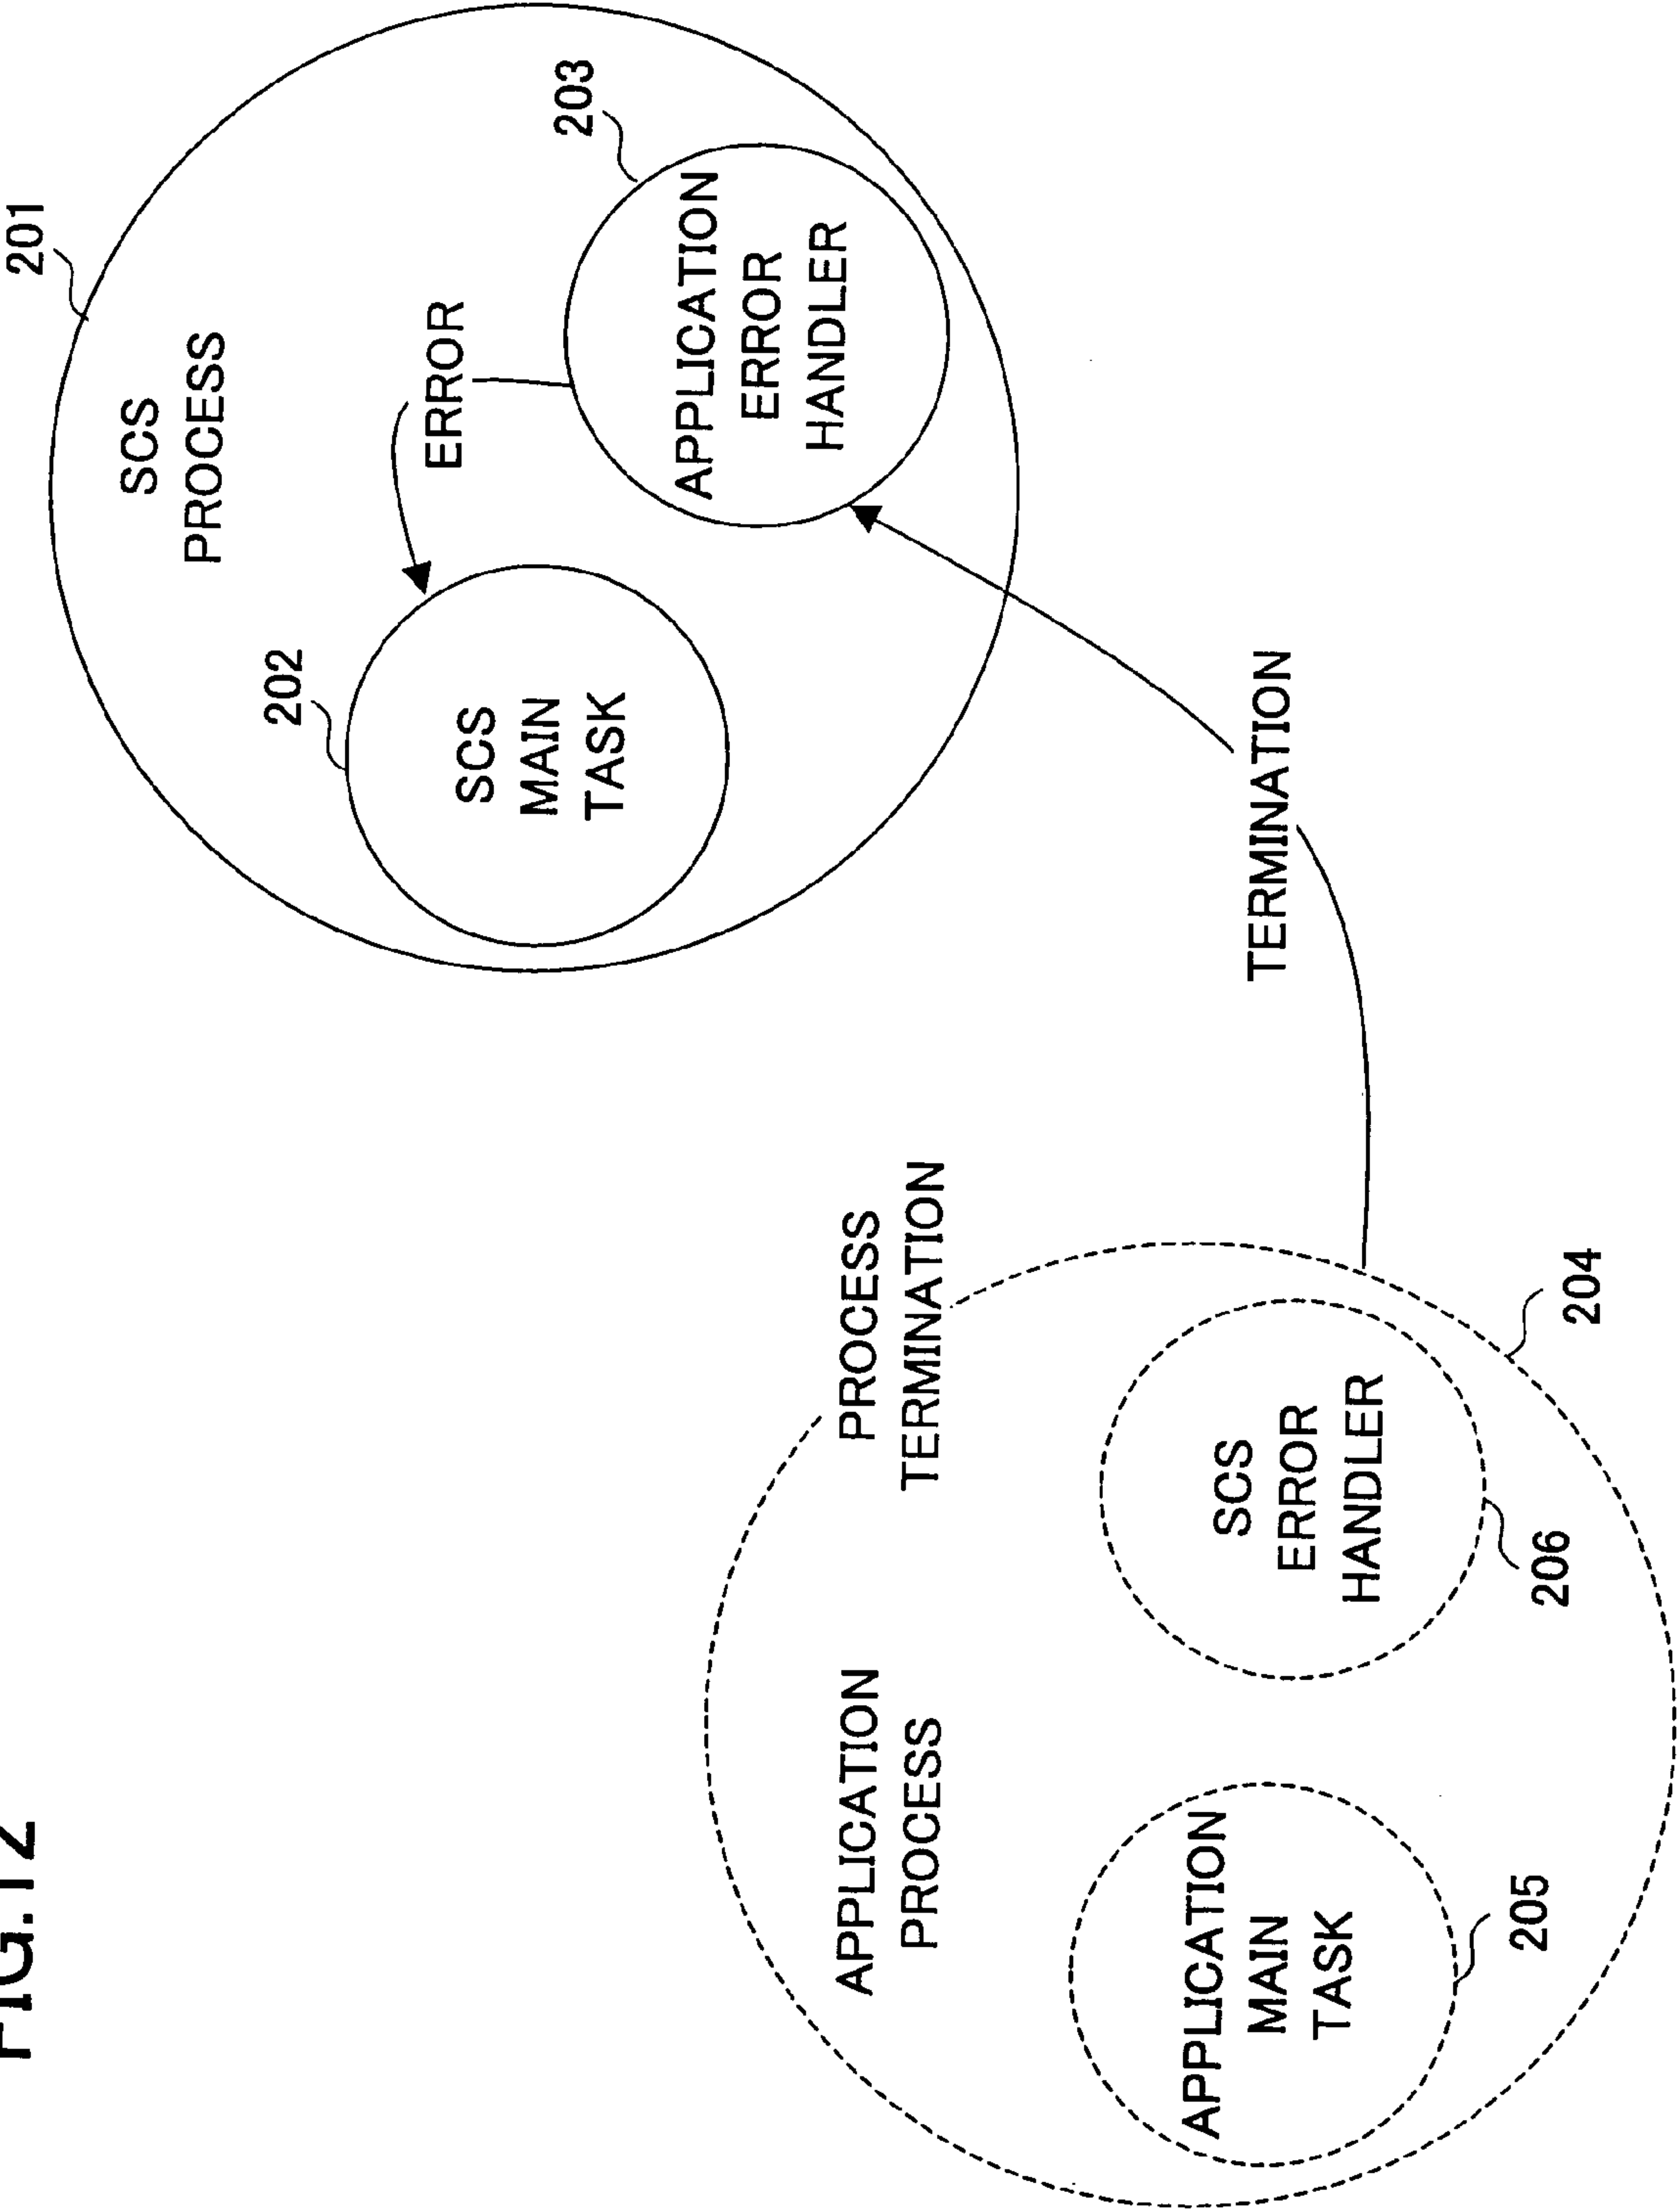 FIG.12
201
SCS
PROCESS
202
SCS
MAIN
TASK
ERROR
203
APPLICATION
ERROR
HANDLER
TERMINATION
PROCESS
TERMINATION
APPLICATION
PROCESS
APPLICATION
MAIN
TASK
205
SCS
ERROR
HANDLER
206
204